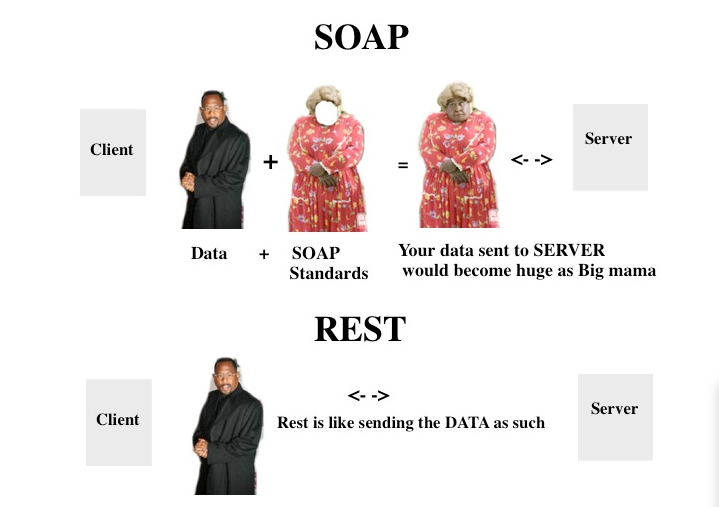 SOAP
Client
+
=
<- ->
Server
Data + SOAP
Standards
Your data sent to SERVER
would become huge as Big mama
REST
Client
<- ->
Rest is like sending the DATA as such
Server